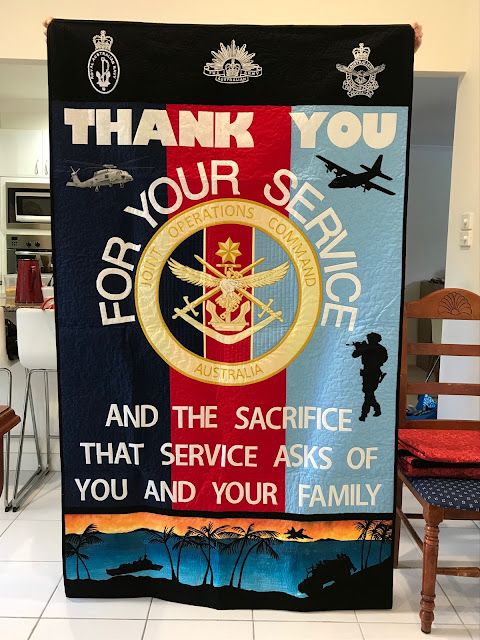 THANK YOU
FOR YOUR SERVICE
JOINT OPERATIONS COMMAND
AUSTRALIA
AND THE SACRIFICE
THAT SERVICE ASKS OF
YOU AND YOUR FAMILY